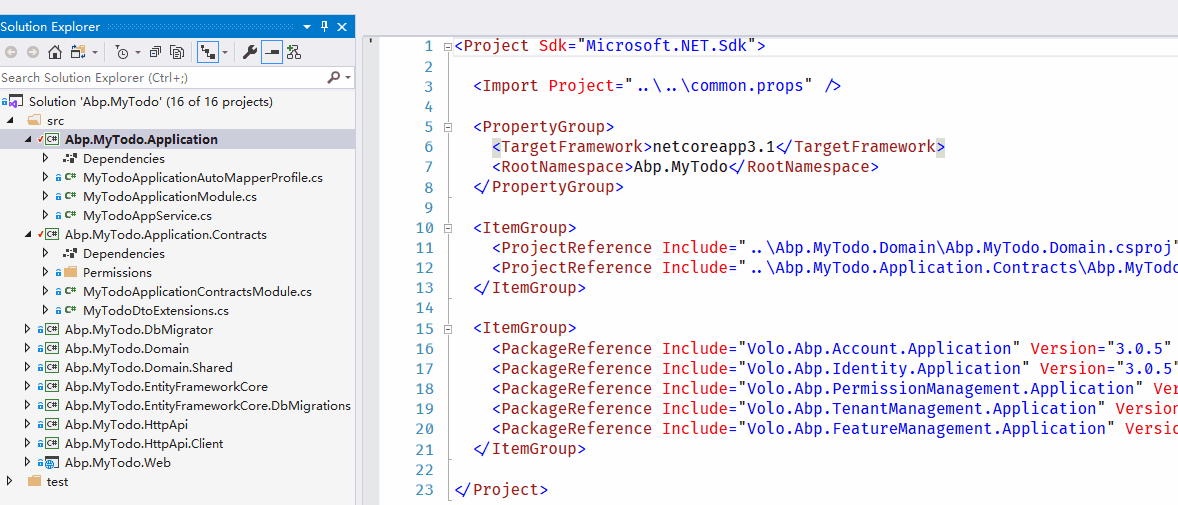 Solution Explorer
Search Solution Explorer (Ctrl+;)
Solution 'Abp.MyTodo' (16 of 16 projects)
src
C# Abp.MyTodo.Application
Dependencies
C# MyTodoApplicationAutoMapperProfile.cs
C# MyTodoApplicationModule.cs
C# MyTodoAppService.cs
C# Abp.MyTodo.Application.Contracts
Dependencies
Permissions
C# MyTodoApplicationContractsModule.cs
C# MyTodoDtoExtensions.cs
C# Abp.MyTodo.DbMigrator
C# Abp.MyTodo.Domain
C# Abp.MyTodo.Domain.Shared
C# Abp.MyTodo.EntityFrameworkCore
C# Abp.MyTodo.EntityFrameworkCore.DbMigrations
C# Abp.MyTodo.HttpApi
C# Abp.MyTodo.HttpApi.Client
Abp.MyTodo.Web
test
1 <Project Sdk="Microsoft.NET.Sdk">
2
3 <Import Project="..\..\common.props" />
4
5 <PropertyGroup>
6 <TargetFramework>netcoreapp3.1</TargetFramework>
7 <RootNamespace>Abp.MyTodo</RootNamespace>
8 </PropertyGroup>
9
10 <ItemGroup>
11 <ProjectReference Include="..\Abp.MyTodo.Domain\Abp.MyTodo.Domain.csproj"
12 <ProjectReference Include="..\Abp.MyTodo.Application.Contracts\Abp.MyTodo
13 </ItemGroup>
14
15 <ItemGroup>
16 <PackageReference Include="Volo.Abp.Account.Application" Version="3.0.5"
17 <PackageReference Include="Volo.Abp.Identity.Application" Version="3.0.5"
18 <PackageReference Include="Volo.Abp.PermissionManagement.Application" Ver
19 <PackageReference Include="Volo.Abp.TenantManagement.Application" Version
20 <PackageReference Include="Volo.Abp.FeatureManagement.Application" Versio
21 </ItemGroup>
22
23 </Project>